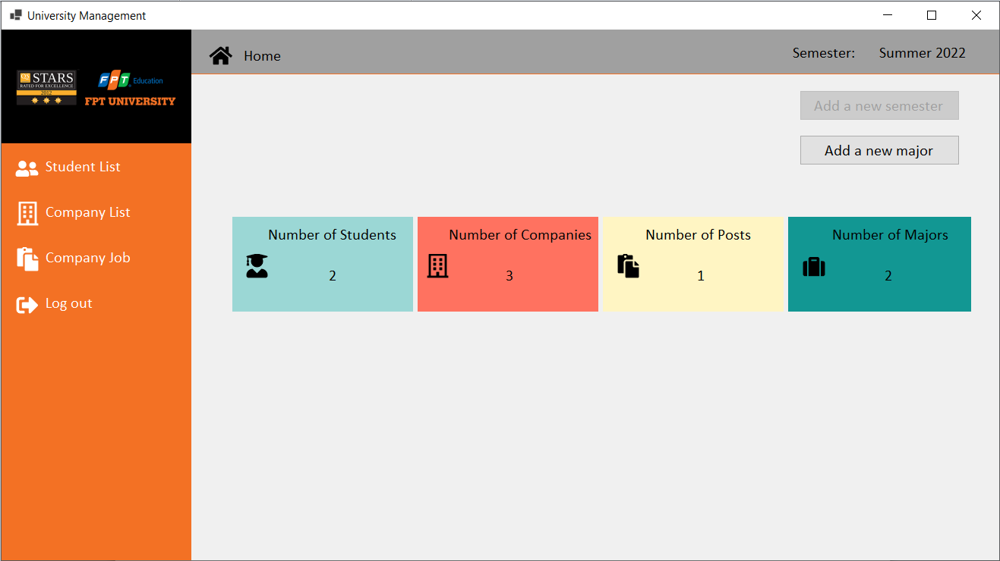 University Management
QS STARS
RATED FOR EXCELLENCE
2012
FPT Education
FPT UNIVERSITY
Home
Semester: Summer 2022
Add a new semester
Add a new major
Student List
Company List
Company Job
Log out
Number of Students
2
Number of Companies
3
Number of Posts
1
Number of Majors
2